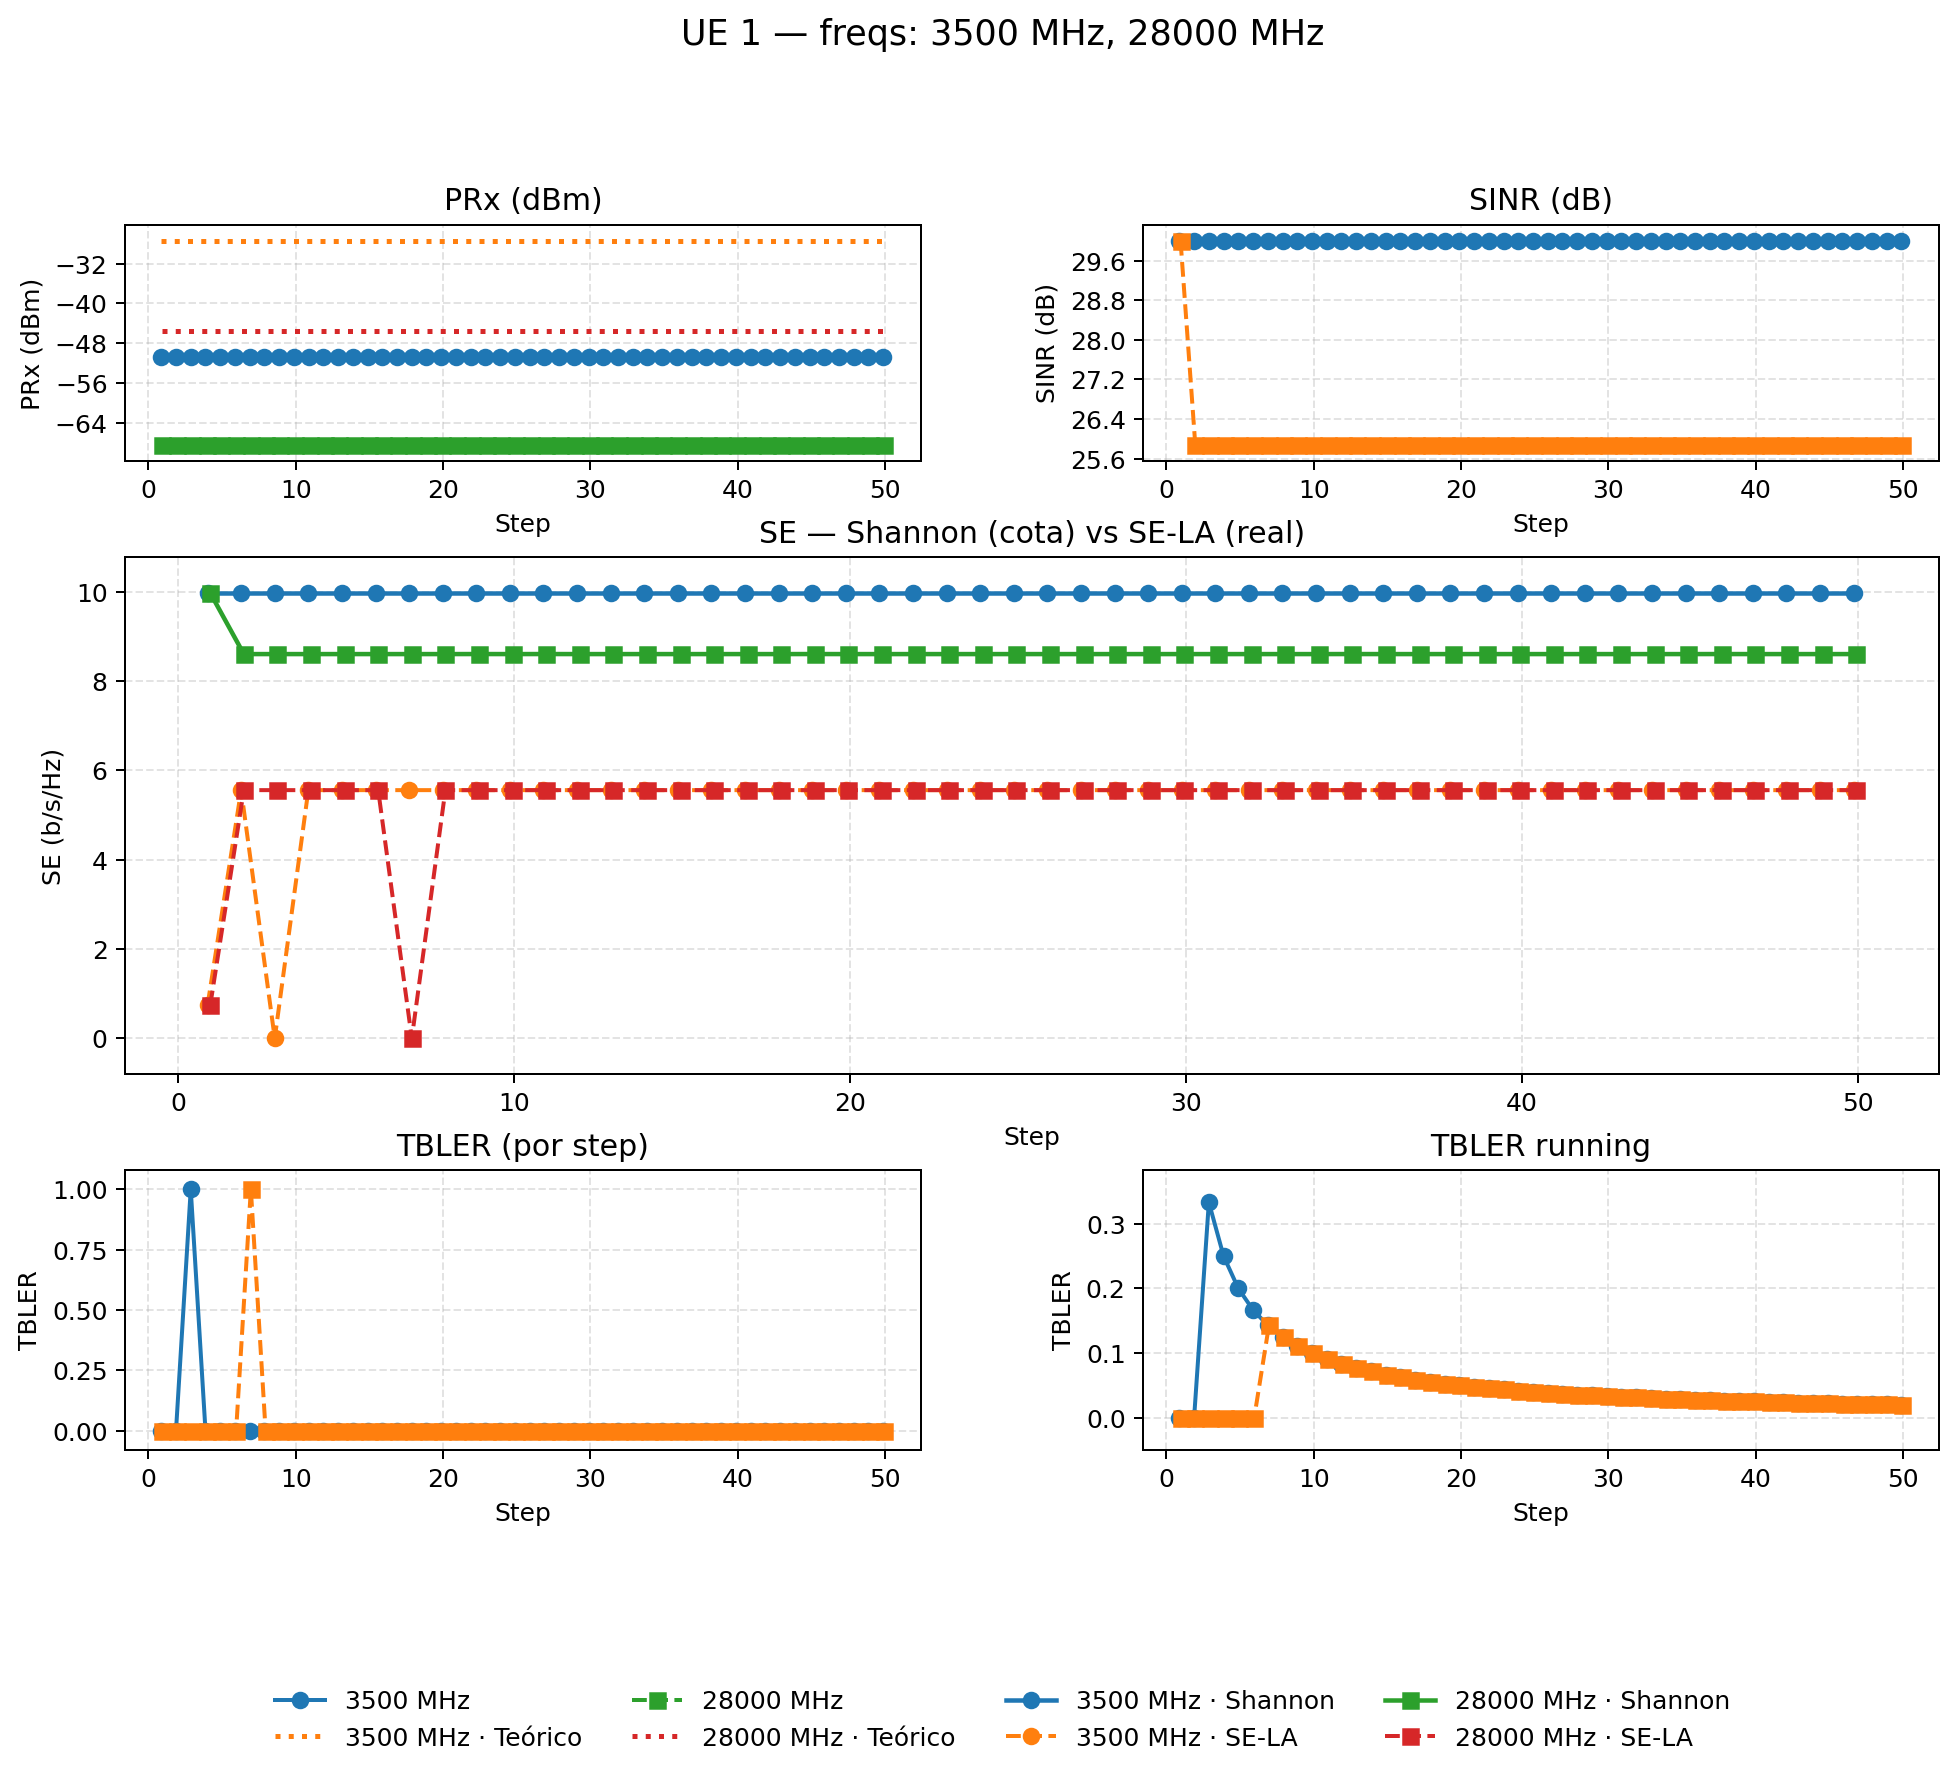 UE 1 — freqs: 3500 MHz, 28000 MHz
PRx (dBm)
PRx (dBm)
−32
−40
−48
−56
−64
0 10 20 30 40 50
Step
SINR (dB)
SINR (dB)
29.6
28.8
28.0
27.2
26.4
25.6
0 10 20 30 40 50
Step
SE — Shannon (cota) vs SE-LA (real)
SE (b/s/Hz)
10
8
6
4
2
0
0 10 20 30 40 50
Step
TBLER (por step)
TBLER
1.00
0.75
0.50
0.25
0.00
0 10 20 30 40 50
Step
TBLER running
TBLER
0.3
0.2
0.1
0.0
0 10 20 30 40 50
Step
3500 MHz
3500 MHz · Teórico
28000 MHz
28000 MHz · Teórico
3500 MHz · Shannon
3500 MHz · SE-LA
28000 MHz · Shannon
28000 MHz · SE-LA